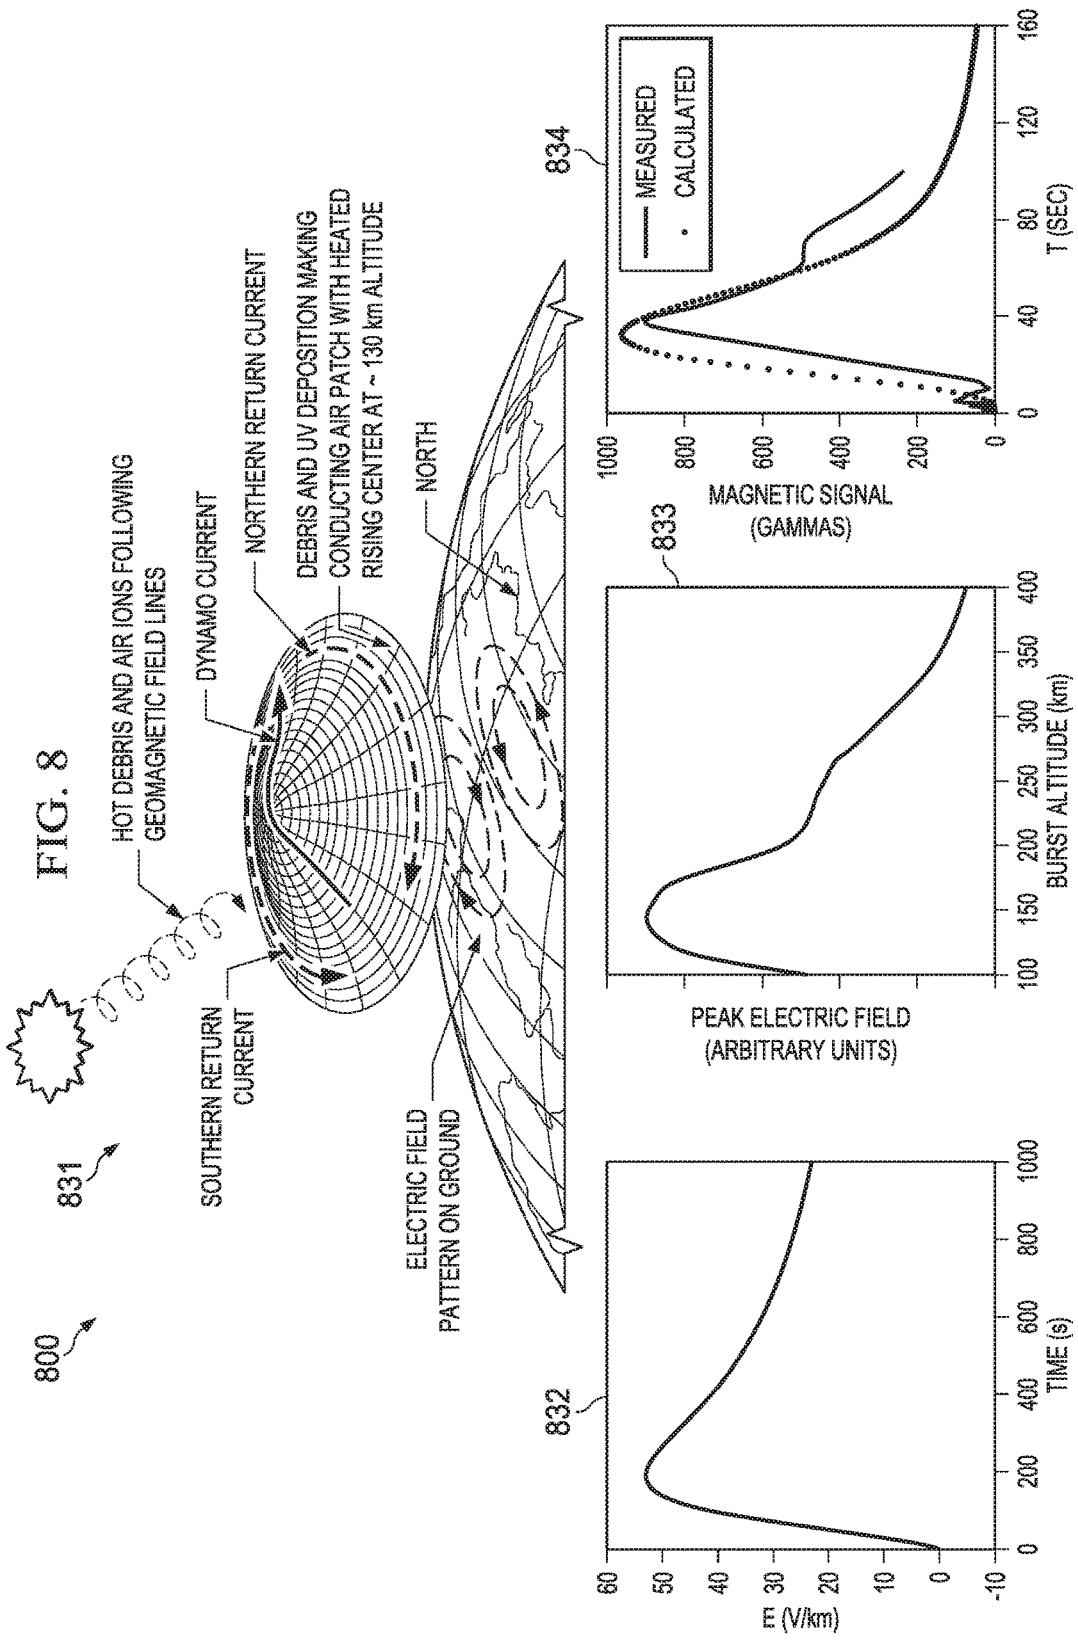 FIG. 8
800
831
HOT DEBRIS AND AIR IONS FOLLOWING
GEOMAGNETIC FIELD LINES
SOUTHERN RETURN
CURRENT
DYNAMO CURRENT
NORTHERN RETURN CURRENT
DEBRIS AND UV DEPOSITION MAKING
CONDUCTING AIR PATCH WITH HEATED
RISING CENTER AT ~ 130 km ALTITUDE
NORTH
ELECTRIC FIELD
PATTERN ON GROUND
832
60
50
40
30
20
10
0
-10
E (V/km)
0
200
400
600
800
1000
TIME (s)
833
PEAK ELECTRIC FIELD
(ARBITRARY UNITS)
100
150
200
250
300
350
400
BURST ALTITUDE (km)
834
1000
800
600
400
200
0
MAGNETIC SIGNAL
(GAMMAS)
MEASURED
CALCULATED
0
40
80
120
160
T (SEC)